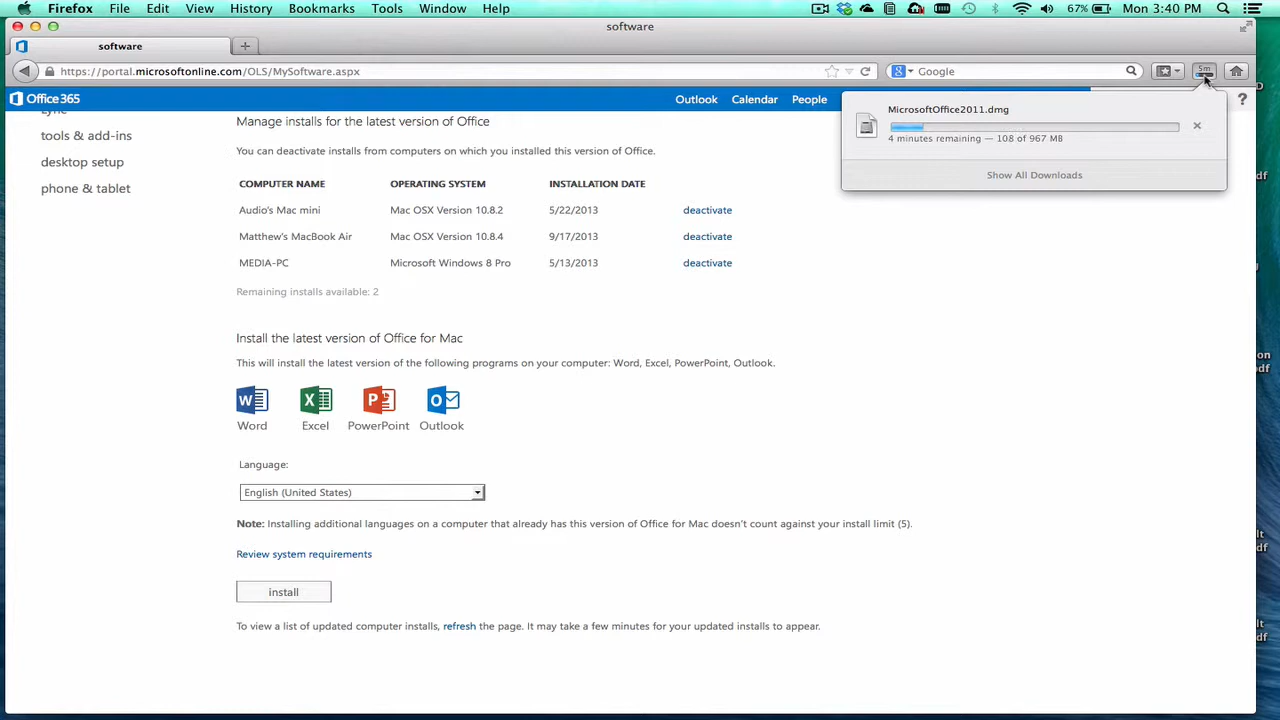 Firefox File Edit View History Bookmarks Tools Window Help 67% Mon 3:40 PM
software
software
https://portal.microsoftonline.com/OLS/MySoftware.aspx Google 5m
Office 365 Outlook Calendar People ?
MicrosoftOffice2011.dmg
4 minutes remaining — 108 of 967 MB
Show All Downloads
tools & add-ins
desktop setup
phone & tablet
Manage installs for the latest version of Office
You can deactivate installs from computers on which you installed this version of Office.
COMPUTER NAME OPERATING SYSTEM INSTALLATION DATE
Audio's Mac mini Mac OSX Version 10.8.2 5/22/2013 deactivate
Matthew's MacBook Air Mac OSX Version 10.8.4 9/17/2013 deactivate
MEDIA-PC Microsoft Windows 8 Pro 5/13/2013 deactivate
Remaining installs available: 2
Install the latest version of Office for Mac
This will install the latest version of the following programs on your computer: Word, Excel, PowerPoint, Outlook.
Word Excel PowerPoint Outlook
Language:
English (United States)
Note: Installing additional languages on a computer that already has this version of Office for Mac doesn't count against your install limit (5).
Review system requirements
install
To view a list of updated computer installs, refresh the page. It may take a few minutes for your updated installs to appear.